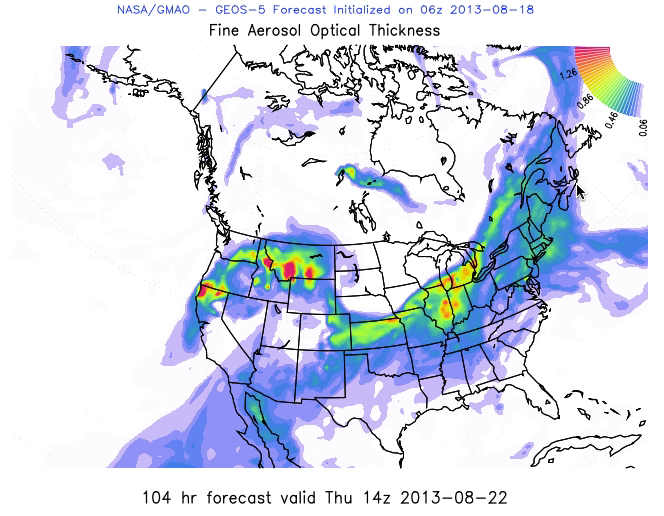 NASA/GMAO - GEOS-5 Forecast Initialized on 06z 2013-08-18
Fine Aerosol Optical Thickness
1.26
0.86
0.46
0.06
104 hr forecast valid Thu 14z 2013-08-22